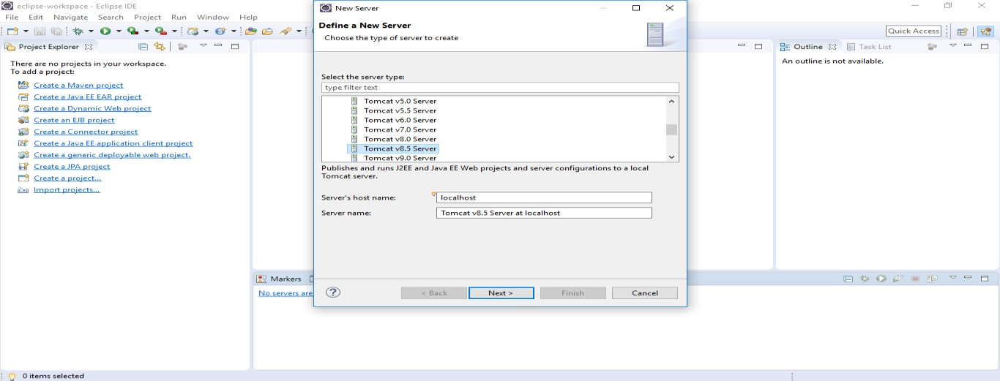 eclipse-workspace - Eclipse IDE
File Edit Navigate Search Project Run Window Help
Quick Access
Project Explorer
There are no projects in your workspace.
To add a project:
Create a Maven project
Create a Java EE EAR project
Create a Dynamic Web project
Create an EJB project
Create a Connector project
Create a Java EE application client project
Create a generic deployable web project.
Create a JPA project
Create a project...
Import projects...
New Server
Define a New Server
Choose the type of server to create
Select the server type:
type filter text
Tomcat v5.0 Server
Tomcat v5.5 Server
Tomcat v6.0 Server
Tomcat v7.0 Server
Tomcat v8.0 Server
Tomcat v8.5 Server
Tomcat v9.0 Server
Publishes and runs J2EE and Java EE Web projects and server configurations to a local
Tomcat server.
Server's host name: localhost
Server name: Tomcat v8.5 Server at localhost
? < Back Next > Finish Cancel
Outline Task List
An outline is not available.
Markers
No servers are
0 items selected